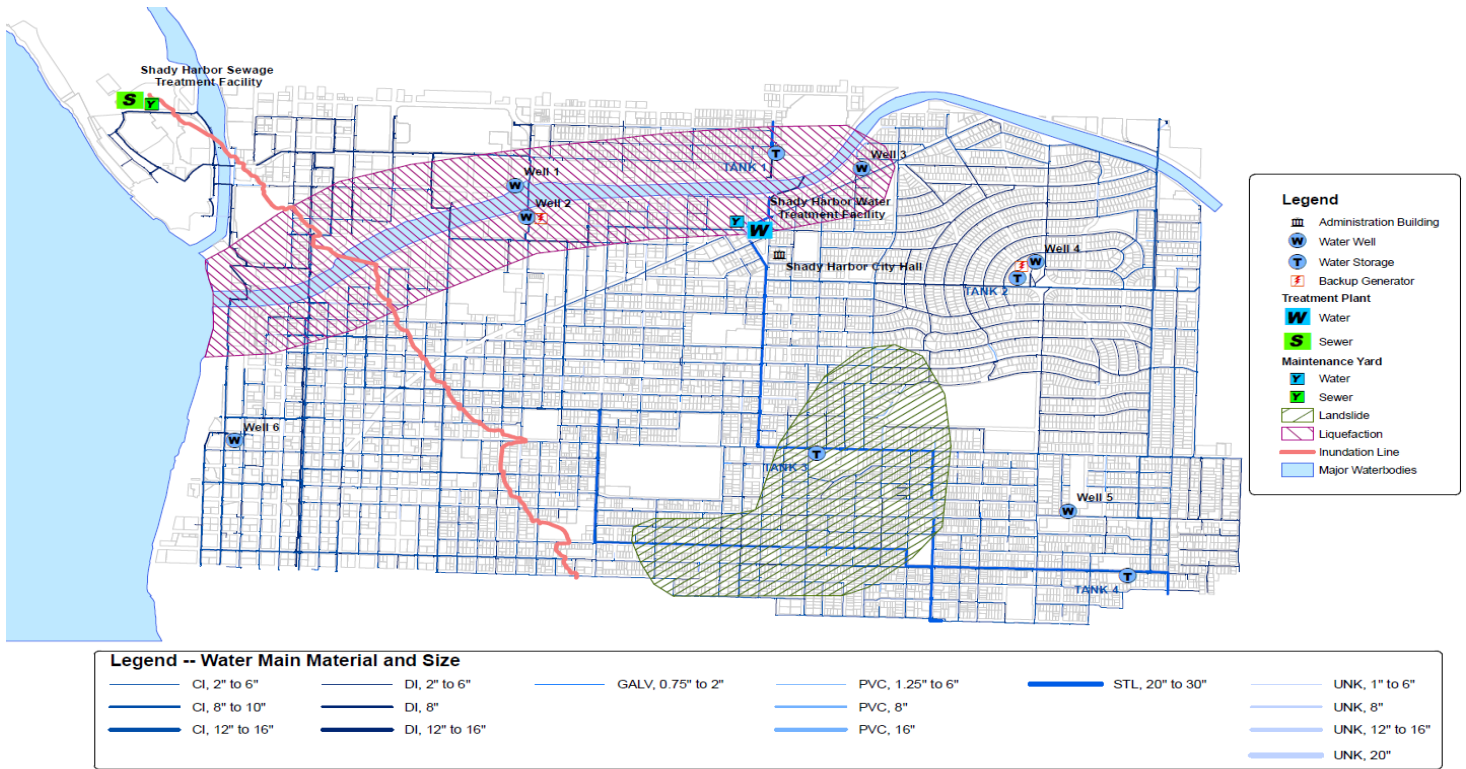 Shady Harbor Sewage
Treatment Facility
S
Y
Well 1
W
Well 2
W
TANK 1
T
Well 3
W
Shady Harbor Water
Treatment Facility
Y
W
Shady Harbor City Hall
Well 4
W
T
TANK 2
Well 6
W
T
TANK 3
Well 5
W
T
TANK 4
Legend
Administration Building
W Water Well
T Water Storage
Backup Generator
Treatment Plant
W Water
S Sewer
Maintenance Yard
Y Water
Y Sewer
Landslide
Liquefaction
Inundation Line
Major Waterbodies
Legend -- Water Main Material and Size
CI, 2" to 6"
CI, 8" to 10"
CI, 12" to 16"
DI, 2" to 6"
DI, 8"
DI, 12" to 16"
GALV, 0.75" to 2"
PVC, 1.25" to 6"
PVC, 8"
PVC, 16"
STL, 20" to 30"
UNK, 1" to 6"
UNK, 8"
UNK, 12" to 16"
UNK, 20"